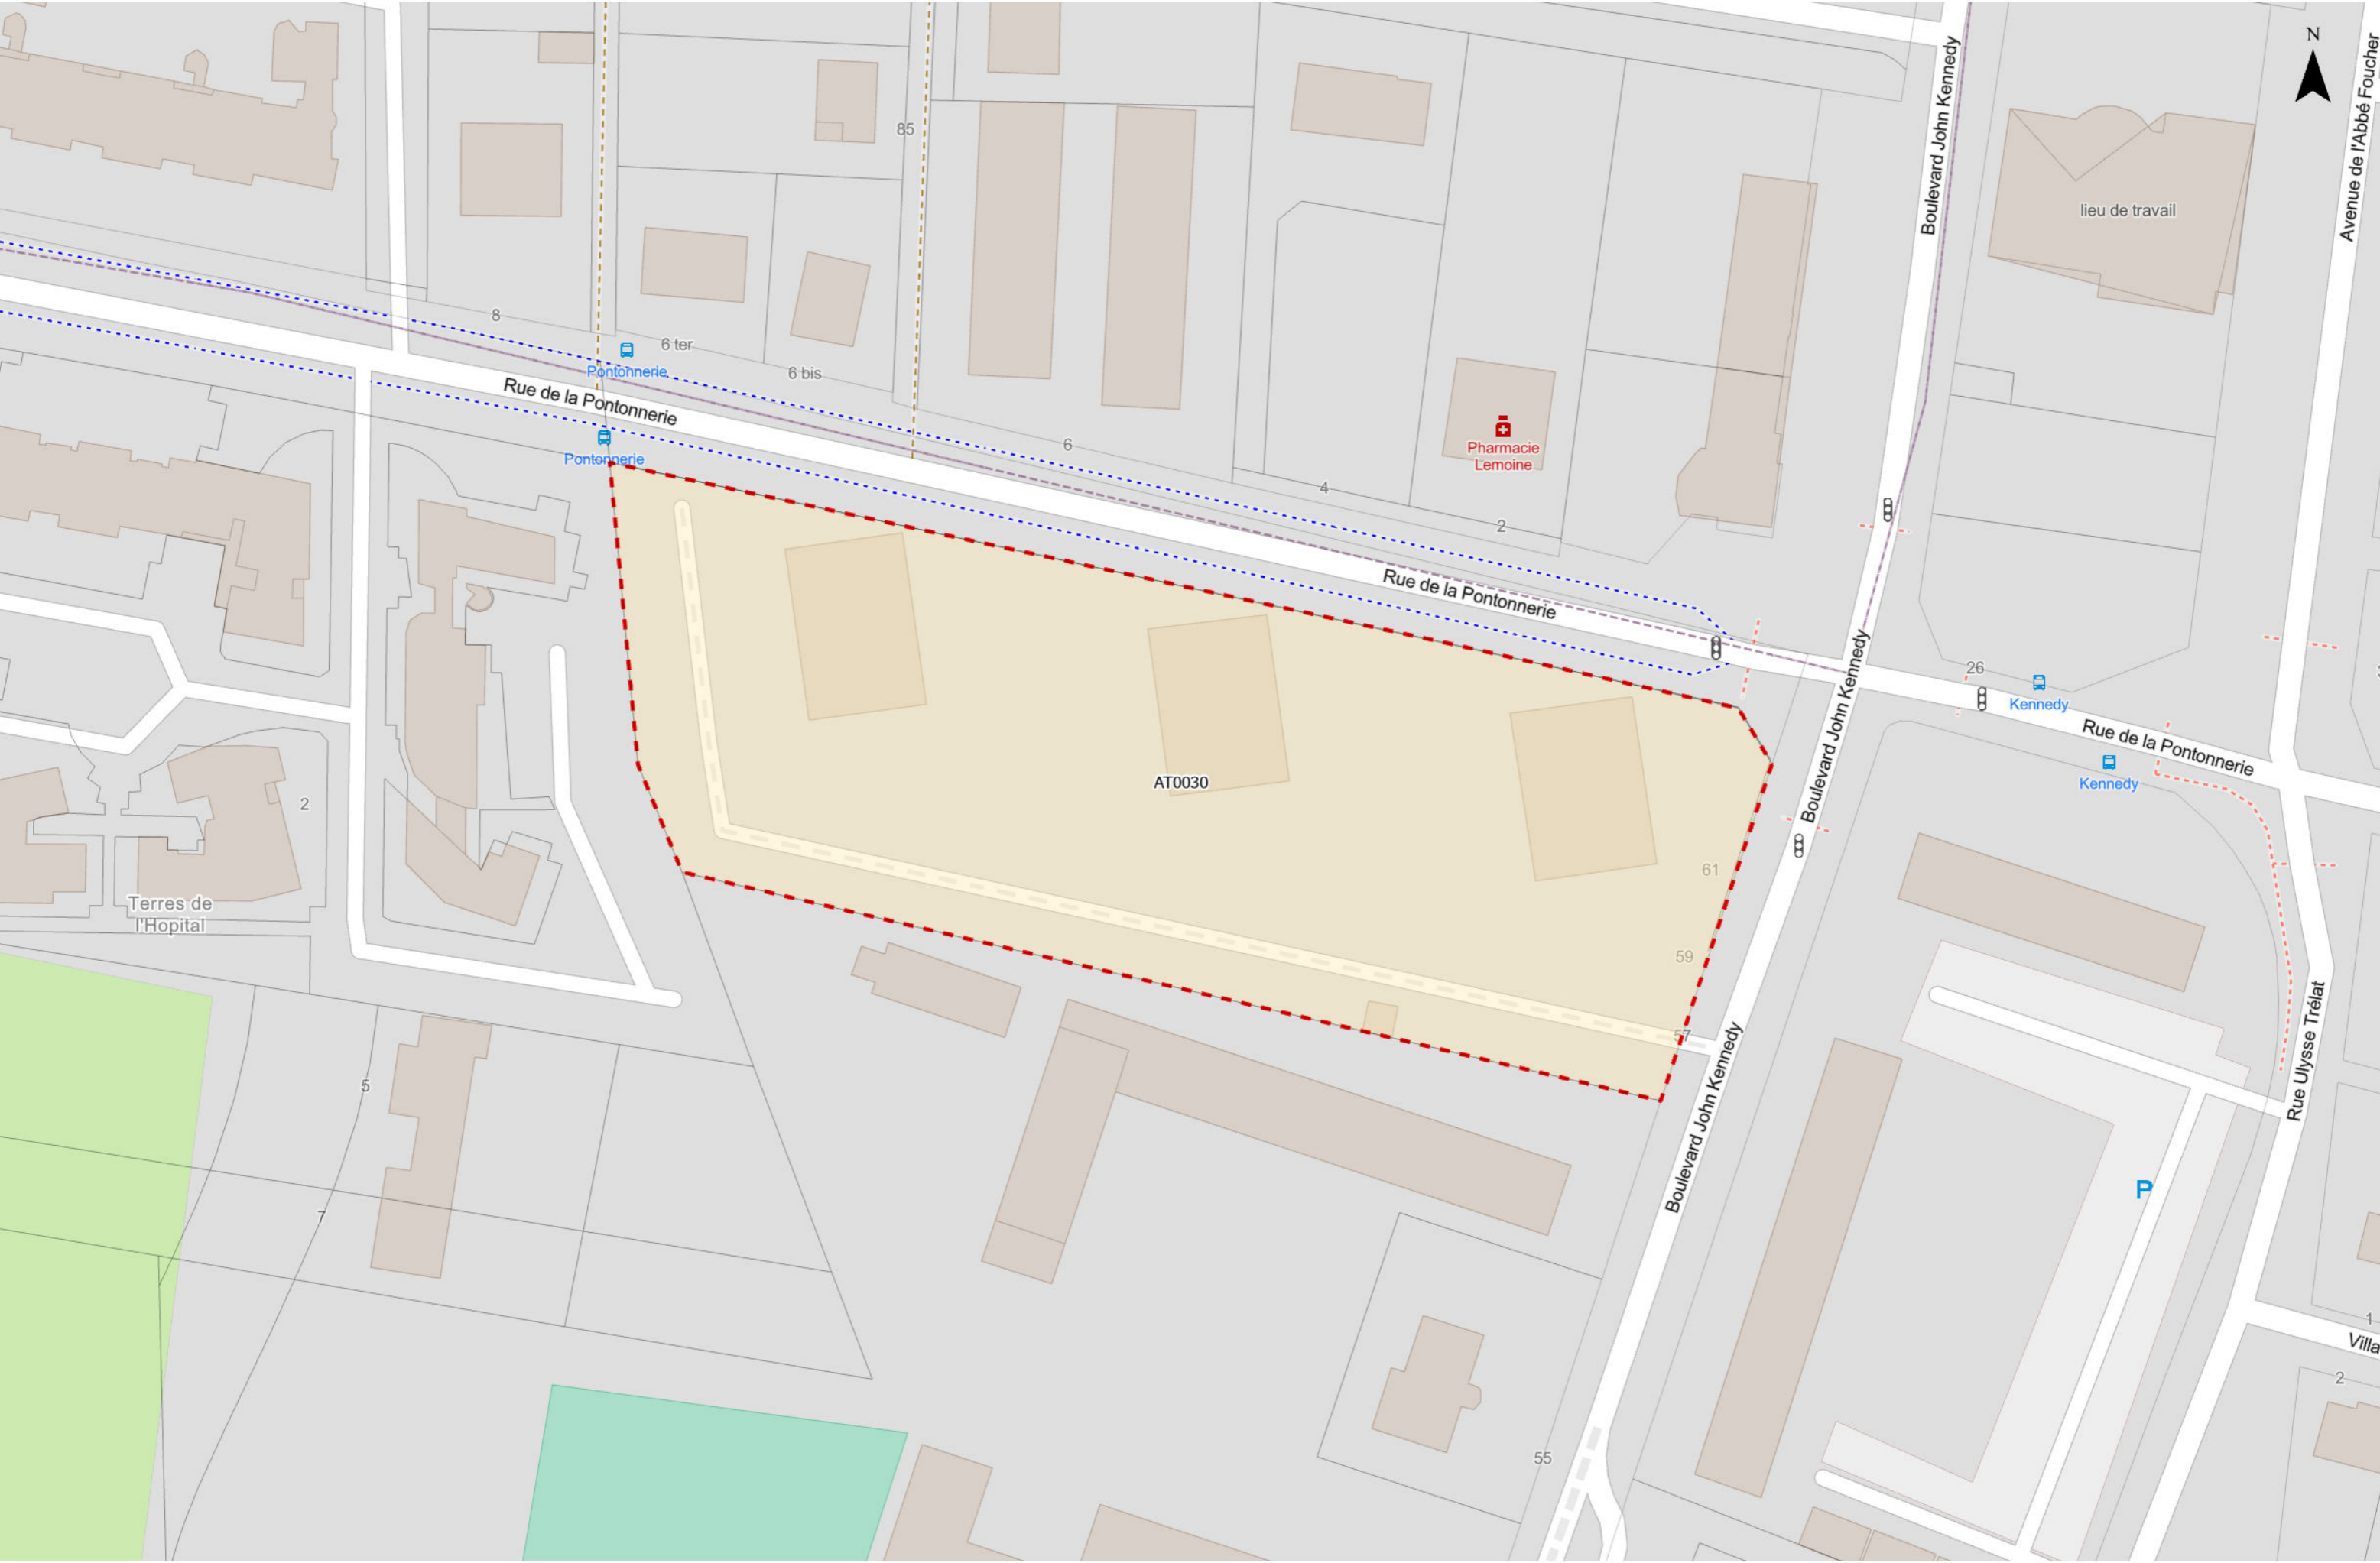 N
Boulevard John Kennedy
Avenue de l'Abbé Foucher
85
lieu de travail
8
6 ter
Pontonnerie
6 bis
Rue de la Pontonnerie
Pontonnerie
6
Pharmacie
Lemoine
4
2
Rue de la Pontonnerie
26
Kennedy
Rue de la Pontonnerie
Kennedy
Boulevard John Kennedy
AT0030
2
61
Terres de
l'Hopital
59
57
5
Boulevard John Kennedy
Rue Ulysse Trélat
P
7
1
Villa
2
55